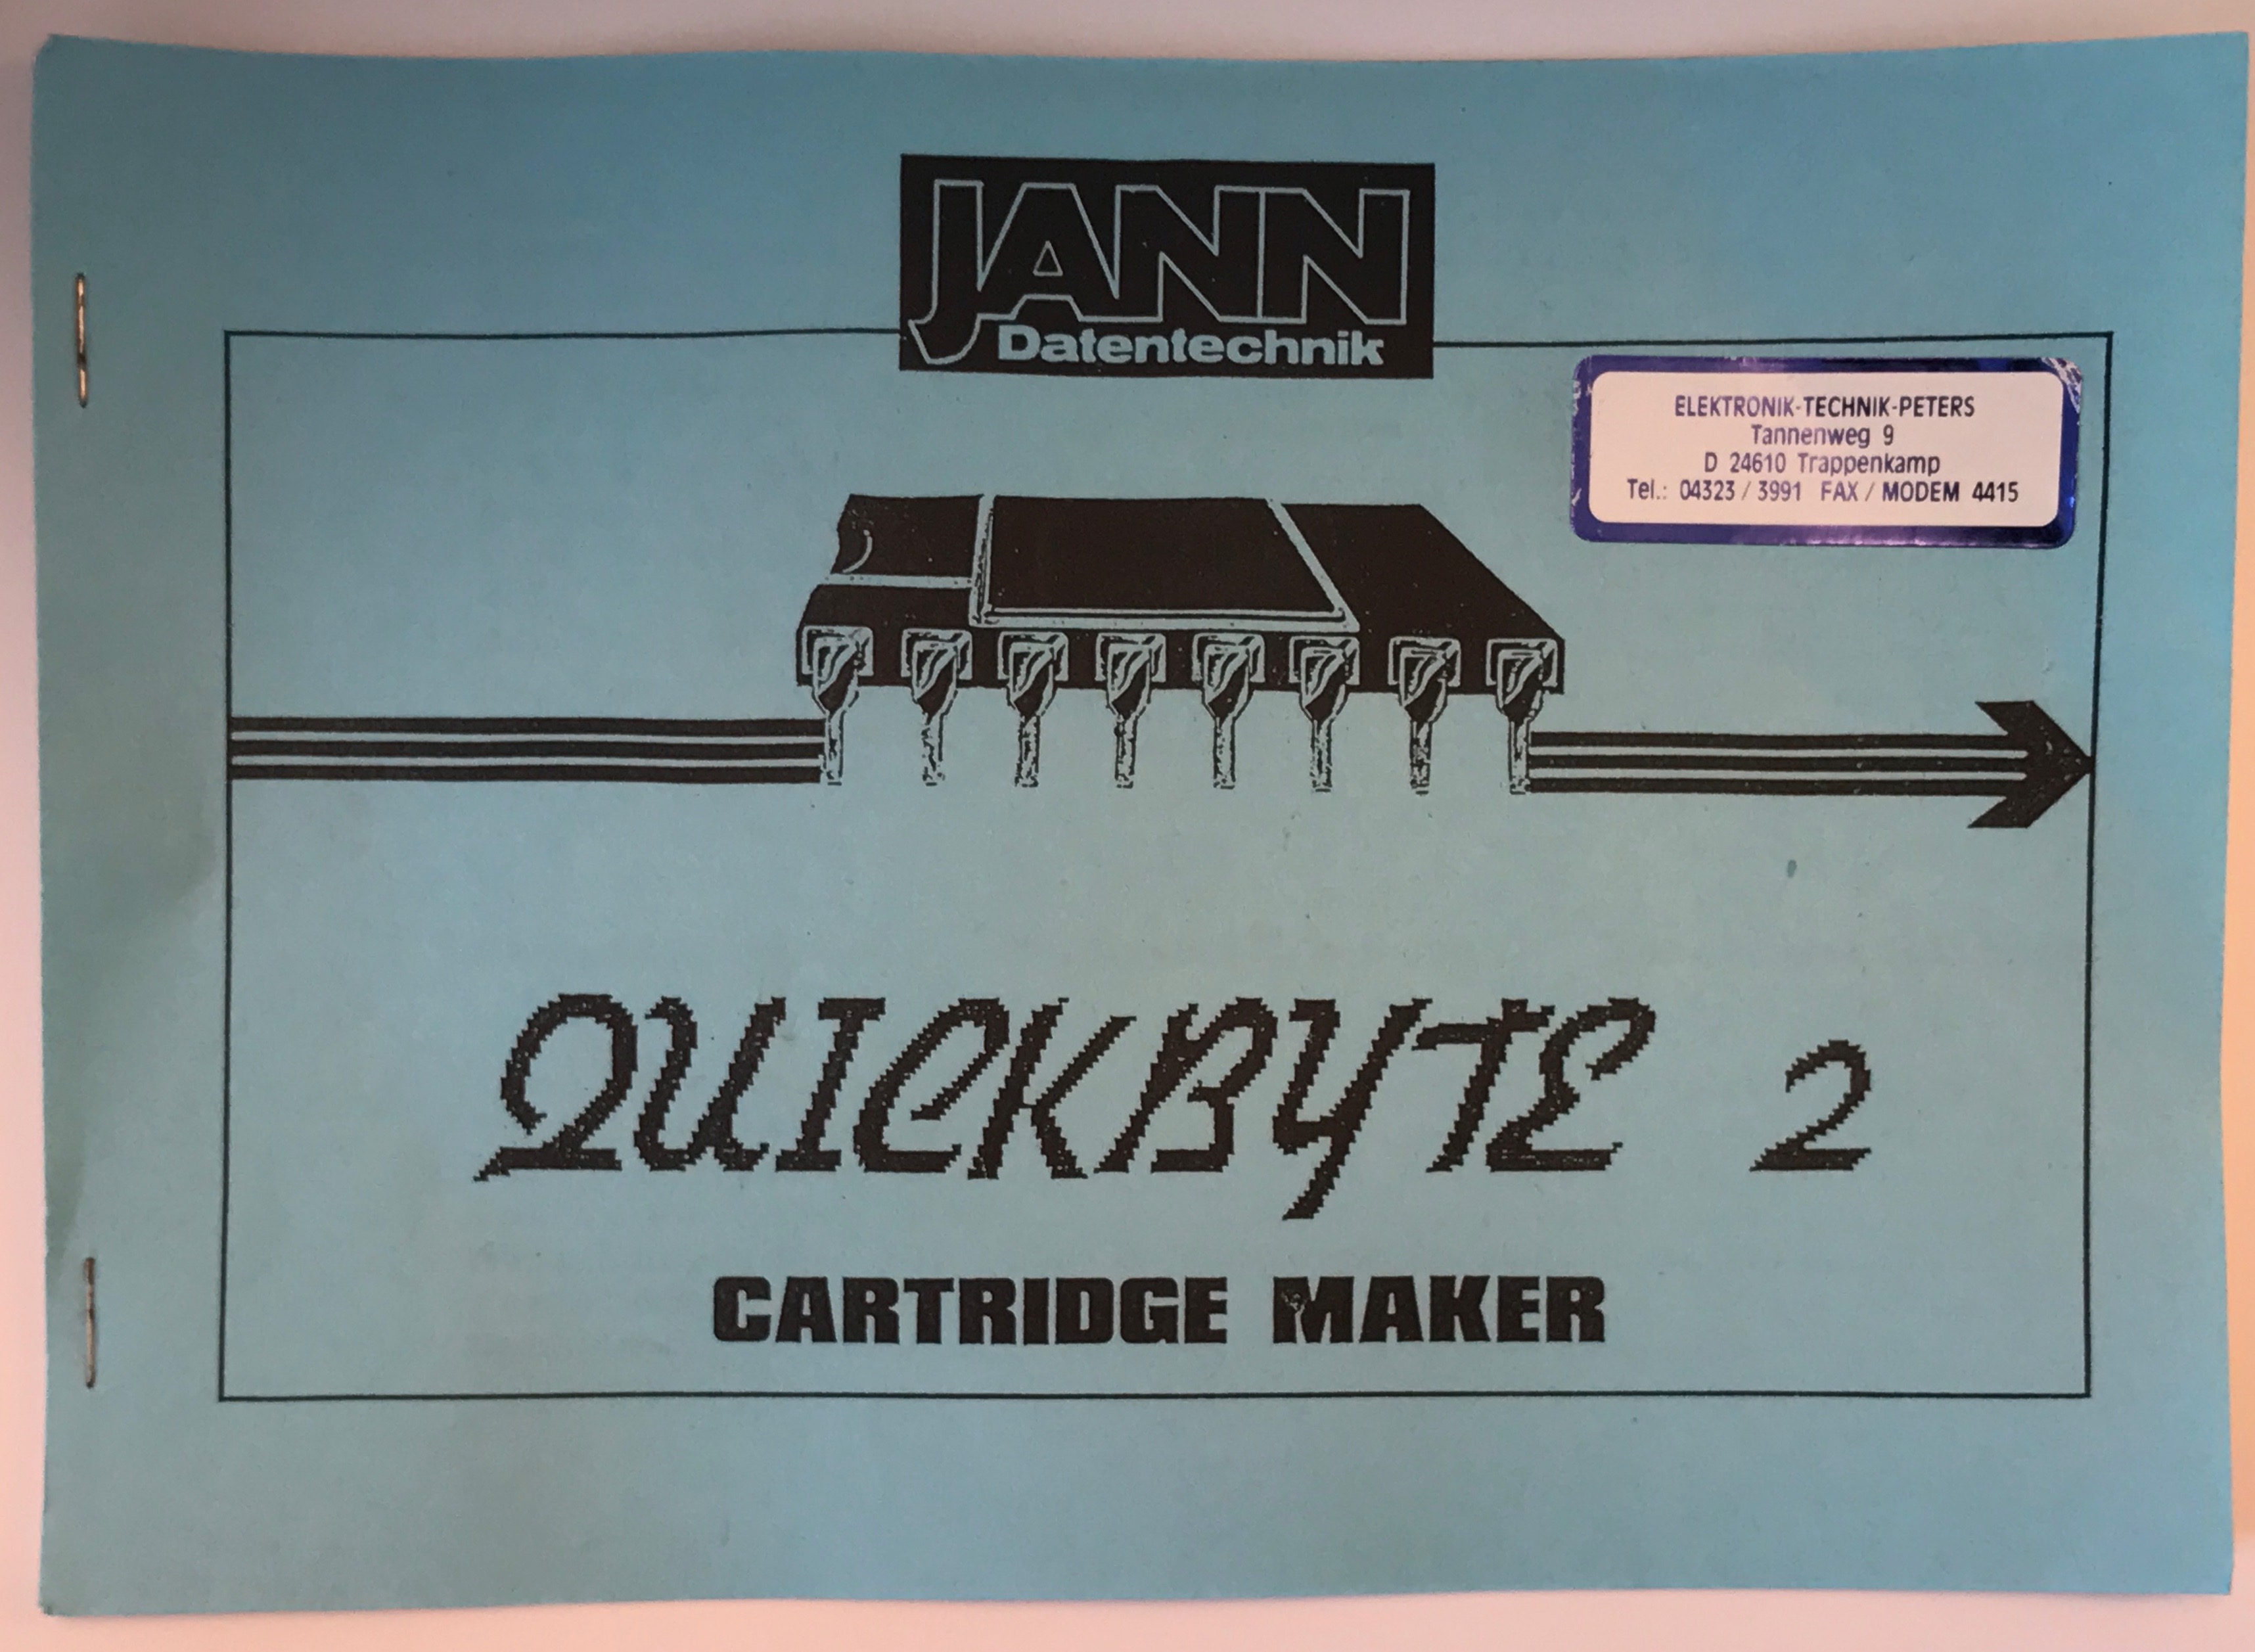 JANN
Datentechnik
ELEKTRONIK-TECHNIK-PETERS
Tannenweg 9
D 24610 Trappenkamp
Tel.: 04323 / 3991 FAX / MODEM 4415
QUICKBYTE 2
CARTRIDGE MAKER